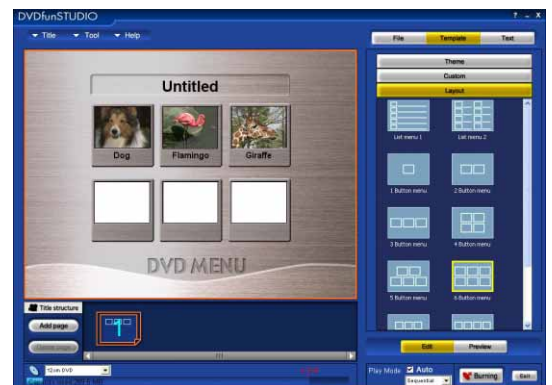 DVDfunSTUDIO
Title Tool Help
File Template Text
Theme
Custom
Layout
Untitled
Dog Flamingo Giraffe
DVD MENU
List menu 1 List menu 2
1 Button menu 2 Button menu
3 Button menu 4 Button menu
5 Button menu 6 Button menu
Title structure
Add page
1
Edit Preview
12cm DVD
Play Mode Auto
Sequential
Burning Exit